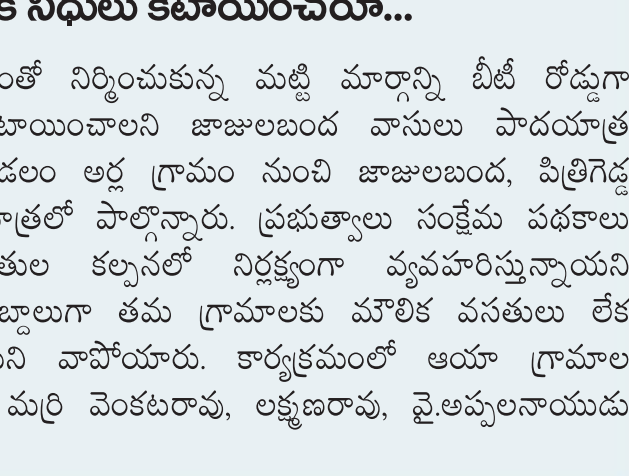 క నిధులు కేటాయించరూ...
ంతో నిర్మించుకున్న మట్టి మార్గాన్ని బీటీ రోడ్డుగా
టాయించాలని జాజులబంద వాసులు పాదయాత్ర
డలం అర్ల గ్రామం నుంచి జాజులబంద, పిత్రిగెడ్డ
ాత్రలో పాల్గొన్నారు. ప్రభుత్వాలు సంక్షేమ పథకాలు
తుల కల్పనలో నిర్లక్ష్యంగా వ్యవహరిస్తున్నాయని
బ్దాలుగా తమ గ్రామాలకు మౌలిక వసతులు లేక
ని వాపోయారు. కార్యక్రమంలో ఆయా గ్రామాల
మర్రి వెంకటరావు, లక్ష్మణరావు, వై.అప్పలనాయుడు